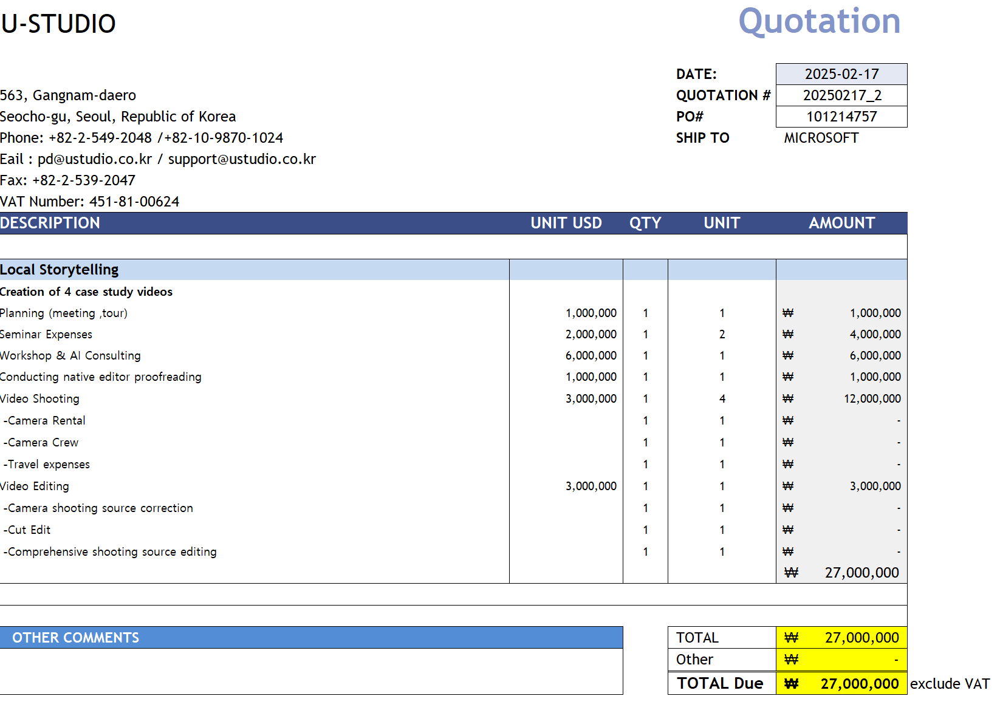 U-STUDIO
Quotation
DATE: 2025-02-17
563, Gangnam-daero
QUOTATION # 20250217_2
Seocho-gu, Seoul, Republic of Korea
PO# 101214757
Phone: +82-2-549-2048 /+82-10-9870-1024
SHIP TO MICROSOFT
Eail : pd@ustudio.co.kr / support@ustudio.co.kr
Fax: +82-2-539-2047
VAT Number: 451-81-00624
DESCRIPTION UNIT USD QTY UNIT AMOUNT
Local Storytelling
Creation of 4 case study videos
Planning (meeting ,tour) 1,000,000 1 1 ₩ 1,000,000
Seminar Expenses 2,000,000 1 2 ₩ 4,000,000
Workshop & AI Consulting 6,000,000 1 1 ₩ 6,000,000
Conducting native editor proofreading 1,000,000 1 1 ₩ 1,000,000
Video Shooting 3,000,000 1 4 ₩ 12,000,000
-Camera Rental 1 1 ₩ -
-Camera Crew 1 1 ₩ -
-Travel expenses 1 1 ₩ -
Video Editing 3,000,000 1 1 ₩ 3,000,000
-Camera shooting source correction 1 1 ₩ -
-Cut Edit 1 1 ₩ -
-Comprehensive shooting source editing 1 1 ₩ -
₩ 27,000,000
OTHER COMMENTS
TOTAL ₩ 27,000,000
Other ₩ -
TOTAL Due ₩ 27,000,000 exclude VAT